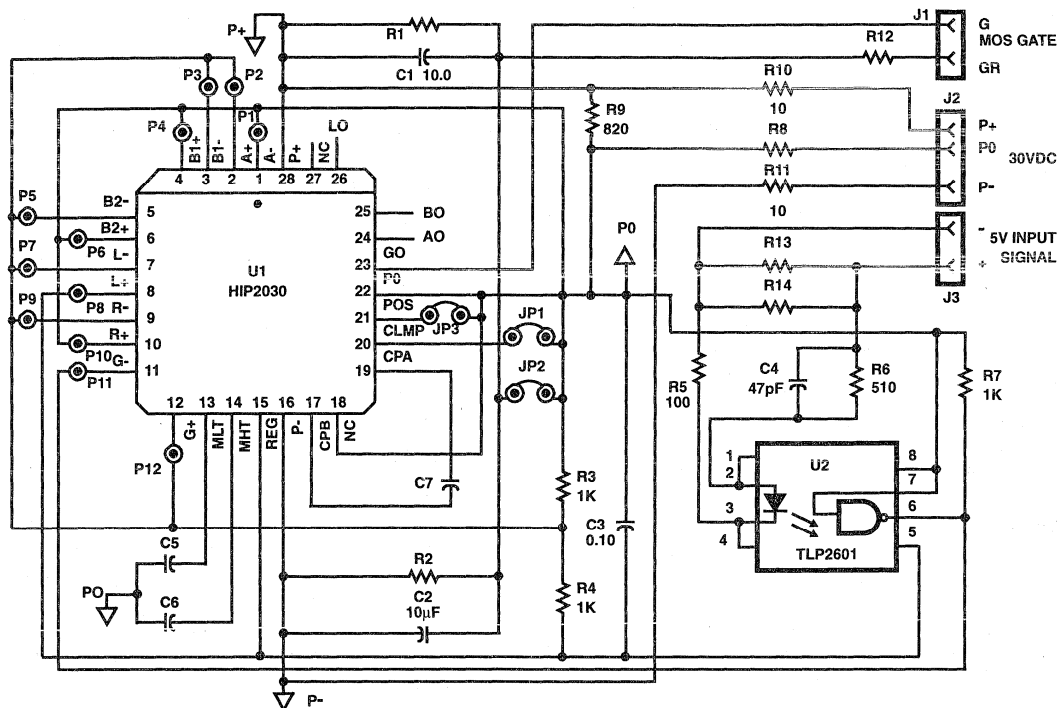 P+
R1
C1 10.0
R12
J1
G
MOS GATE
GR
R10
10
R9
820
R8
R11
10
J2
P+
P0
30VDC
P-
P3
P2
P4
P1
B1+
B1-
A+
A-
P+
NC
LO
4
3
2
1
28
27
26
P5
B2-
5
B2+
6
P6
P7
L-
7
L+
8
P8
P9
R-
9
R+
10
P10
G-
P11
11
U1
HIP2030
25
BO
24
AO
GO
23
P0
22
POS
21
JP3
CLMP
20
CPA
19
JP1
JP2
P0
-
5V INPUT
SIGNAL
+
J3
R13
R14
R5
100
C4
47pF
R6
510
R7
1K
12
13
14
15
16
17
18
G+
MLT
MHT
REG
P-
CPB
NC
P12
C7
R3
1K
C3
0.10
R4
1K
C5
C6
PO
R2
C2
10μF
P-
U2
1
2
3
4
8
7
6
5
TLP2601